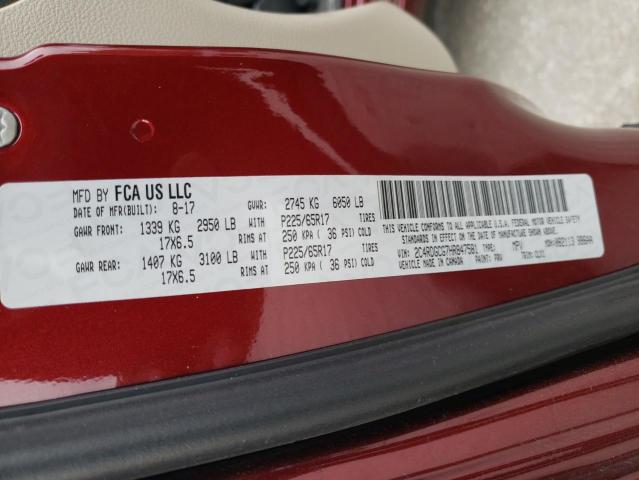 MFD BY FCA US LLC
DATE OF MFR(BUILT): 8-17 GVWR: 2745 KG 6050 LB
GAWR FRONT: 1339 KG 2950 LB WITH P225/65R17 TIRES
17X6.5 RIMS AT 250 KPA ( 36 PSI) COLD
GAWR REAR: 1407 KG 3100 LB WITH P225/65R17 TIRES
17X6.5 RIMS AT 250 KPA ( 36 PSI) COLD
THIS VEHICLE CONFORMS TO ALL APPLICABLE U.S.A. FEDERAL MOTOR VEHICLE SAFETY
STANDARDS IN EFFECT ON THE DATE OF MANUFACTURE SHOWN ABOVE.
VIN: TYPE: MPV
VEHICLE MADE IN CANADA PAINT: PRV TRIM: